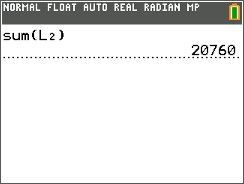 NORMAL FLOAT AUTO REAL RADIAN MP
sum(L₂)
20760